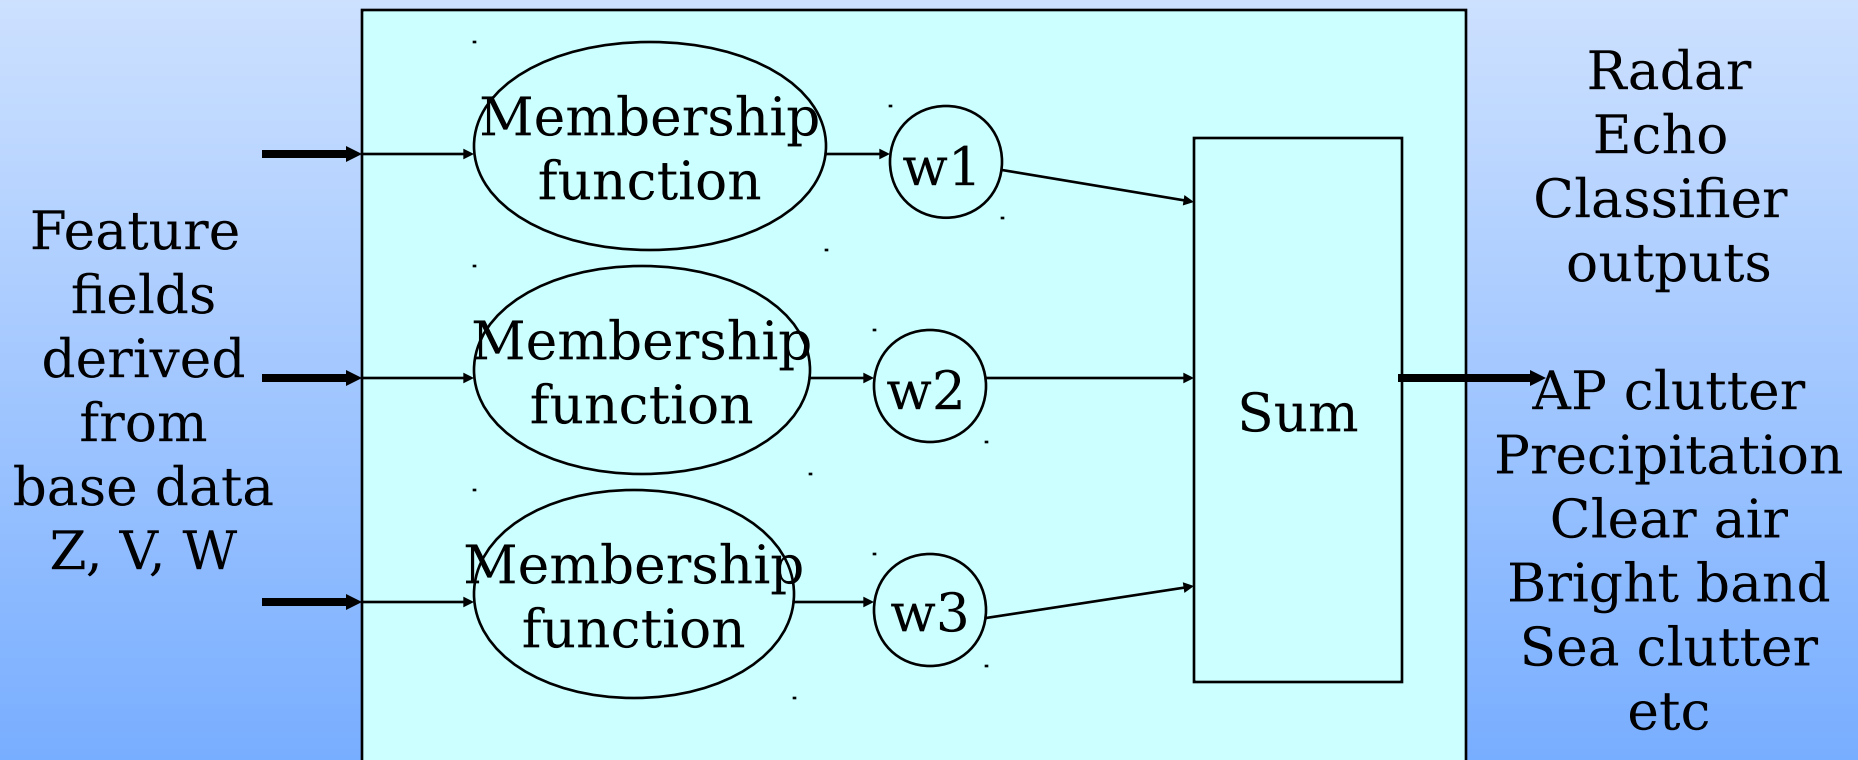 Feature
fields
derived
from
base data
Z, V, W
Membership
function
w1
Membership
function
w2
Membership
function
w3
Sum
Radar
Echo
Classifier
outputs
AP clutter
Precipitation
Clear air
Bright band
Sea clutter
etc